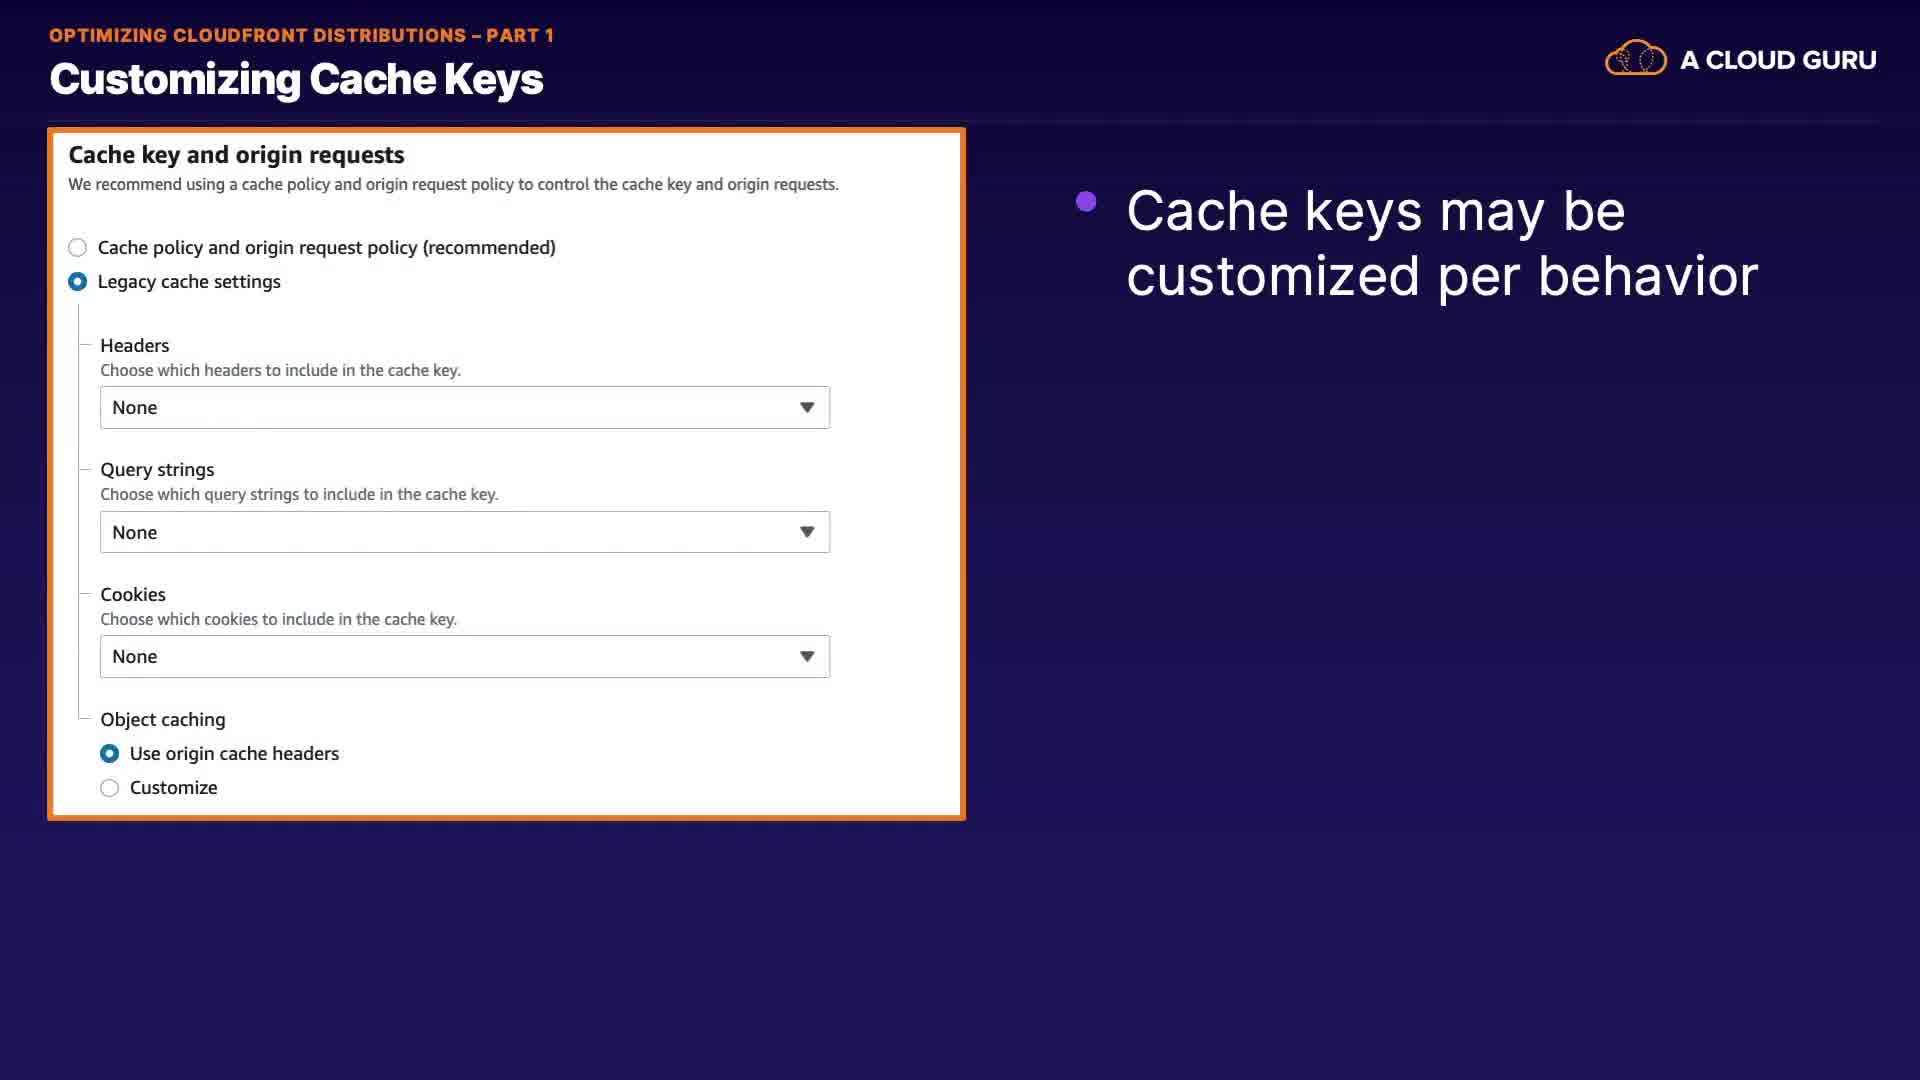 OPTIMIZING CLOUDFRONT DISTRIBUTIONS – PART 1
Customizing Cache Keys
A CLOUD GURU
Cache key and origin requests
We recommend using a cache policy and origin request policy to control the cache key and origin requests.
Cache policy and origin request policy (recommended)
Legacy cache settings
Headers
Choose which headers to include in the cache key.
None
Query strings
Choose which query strings to include in the cache key.
None
Cookies
Choose which cookies to include in the cache key.
None
Object caching
Use origin cache headers
Customize
Cache keys may be
customized per behavior